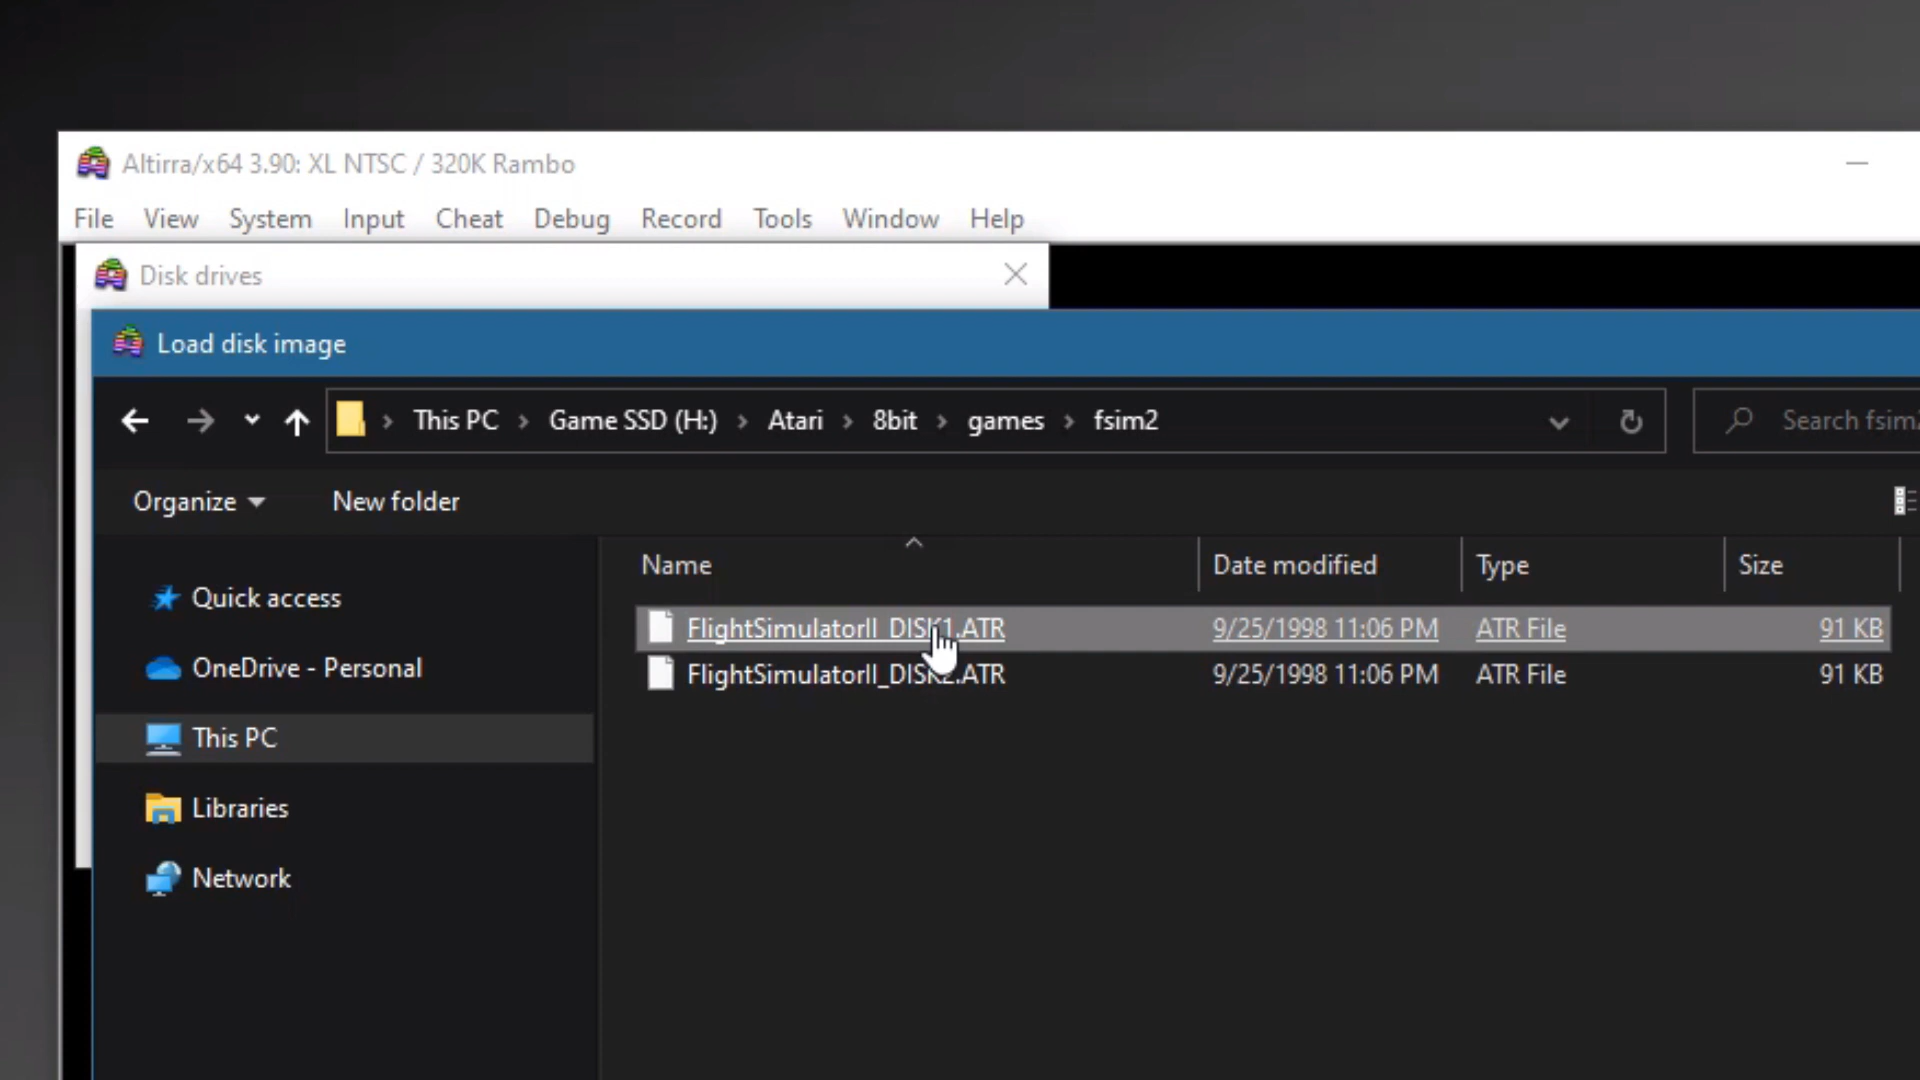 Altirra/x64 3.90: XL NTSC / 320K Rambo
File View System Input Cheat Debug Record Tools Window Help
Disk drives
Load disk image
This PC > Game SSD (H:) > Atari > 8bit > games > fsim2
Search fsim2
Organize New folder
Name Date modified Type Size
Quick access
FlightSimulatorII_DISK1.ATR 9/25/1998 11:06 PM ATR File 91 KB
FlightSimulatorII_DISK2.ATR 9/25/1998 11:06 PM ATR File 91 KB
OneDrive - Personal
This PC
Libraries
Network